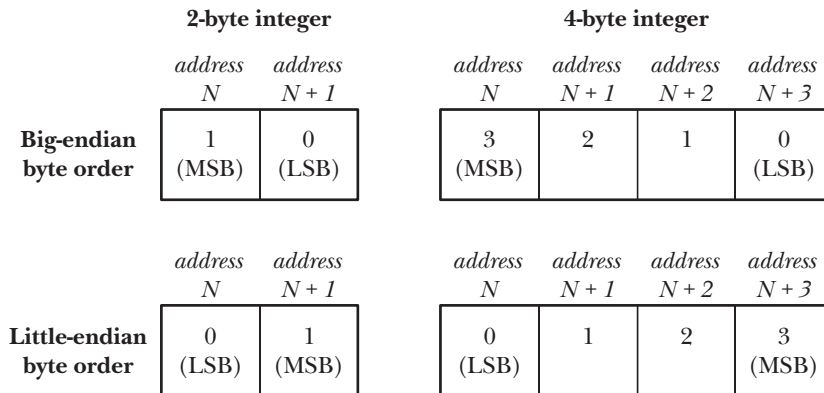 2-byte integer 4-byte integer
address address address address address address
N N + 1 N N + 1 N + 2 N + 3
Big-endian 1 0 3 2 1 0
byte order (MSB) (LSB) (MSB) (LSB)
address address address address address address
N N + 1 N N + 1 N + 2 N + 3
Little-endian 0 1 0 1 2 3
byte order (LSB) (MSB) (LSB) (MSB)